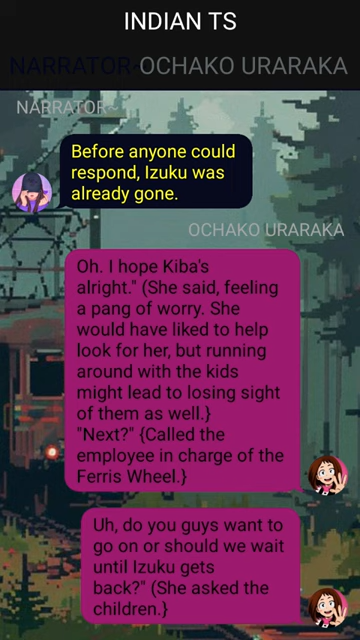 INDIAN TS
NARRATOR~OCHAKO URARAKA
NARRATOR~
Before anyone could
respond, Izuku was
already gone.
OCHAKO URARAKA
Oh. I hope Kiba's
alright." (She said, feeling
a pang of worry. She
would have liked to help
look for her, but running
around with the kids
might lead to losing sight
of them as well.}
"Next?" {Called the
employee in charge of the
Ferris Wheel.}
Uh, do you guys want to
go on or should we wait
until Izuku gets
back?" (She asked the
children.}